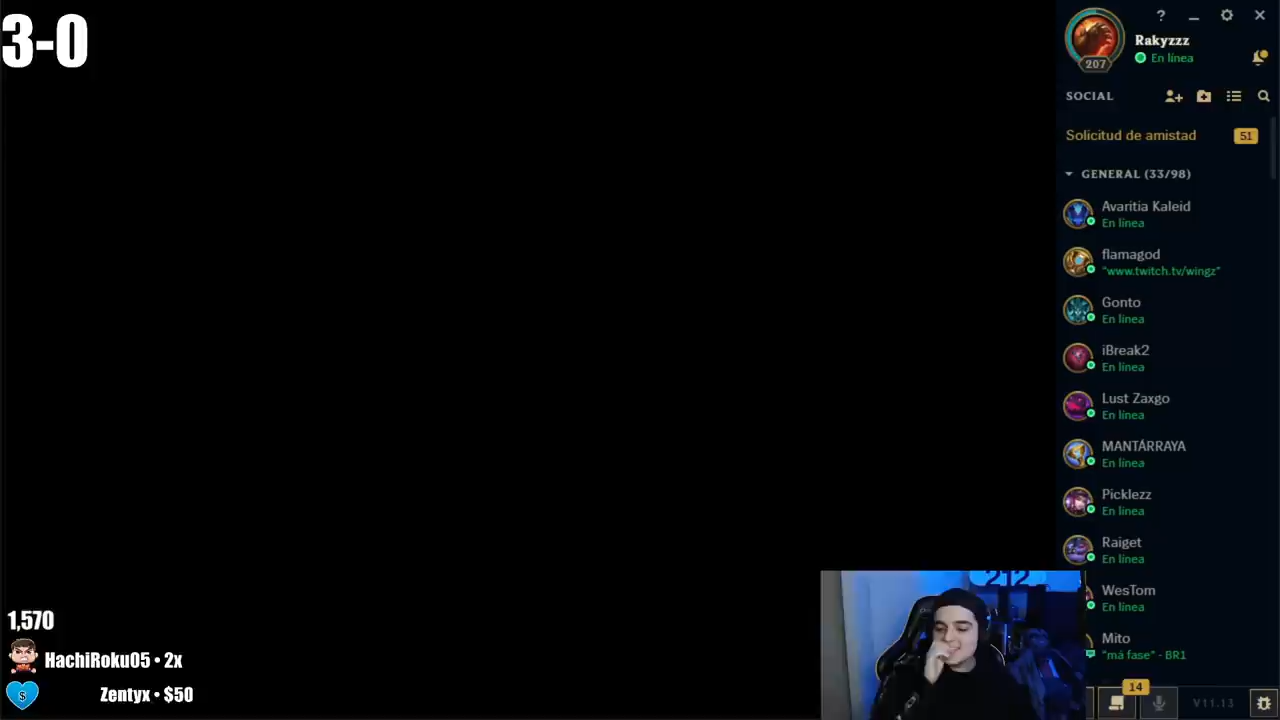 3-0
207
?
Rakyzzz
En línea
SOCIAL
Solicitud de amistad 51
GENERAL (33/98)
Avaritia Kaleid
En línea
flamagod
"www.twitch.tv/wingz"
Gonto
En línea
iBreak2
En línea
Lust Zaxgo
En línea
MANTÁRRAYA
En línea
Picklezz
En línea
Raiget
En línea
WesTom
En línea
Mito
"má fase" - BR1
14
V11.13
212
1,570
HachiRoku05 • 2x
$
Zentyx • $50